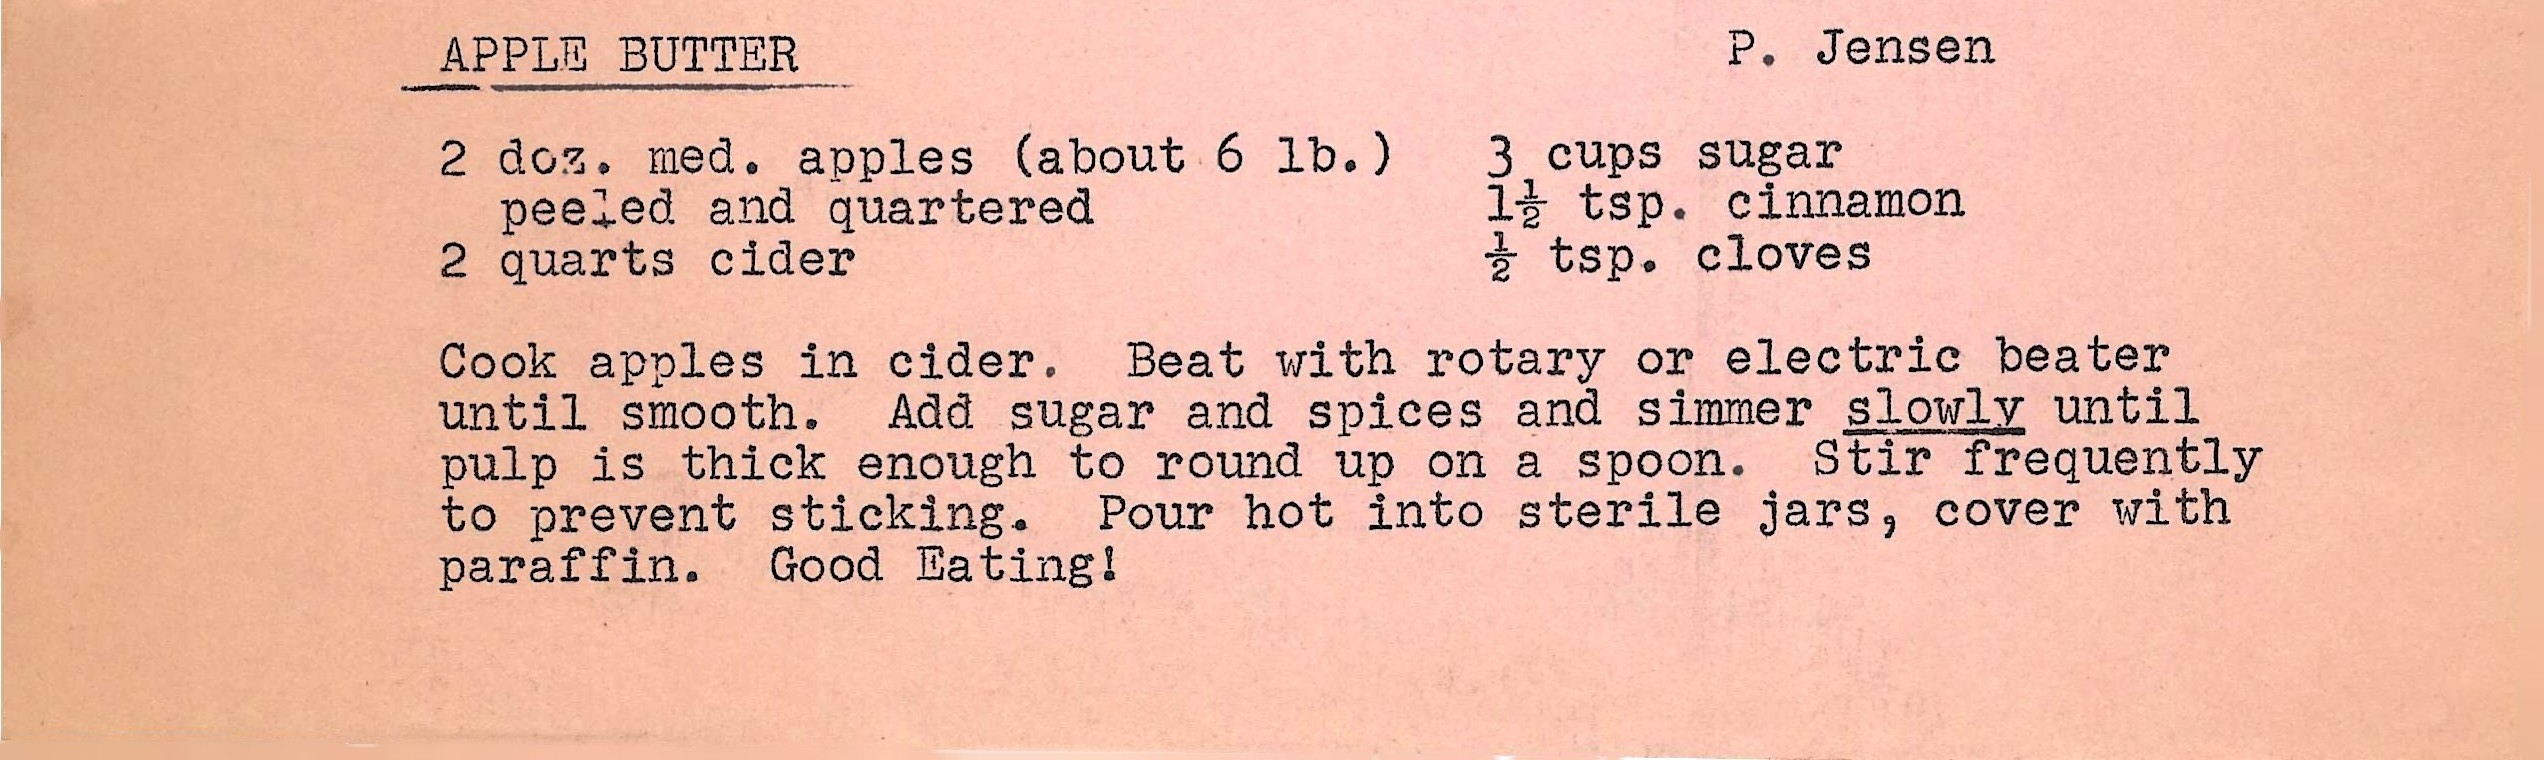 APPLE BUTTER P. Jensen
2 doz. med. apples (about 6 lb.) 3 cups sugar
peeled and quartered 1½ tsp. cinnamon
2 quarts cider ½ tsp. cloves
Cook apples in cider. Beat with rotary or electric beater
until smooth. Add sugar and spices and simmer slowly until
pulp is thick enough to round up on a spoon. Stir frequently
to prevent sticking. Pour hot into sterile jars, cover with
paraffin. Good Eating!